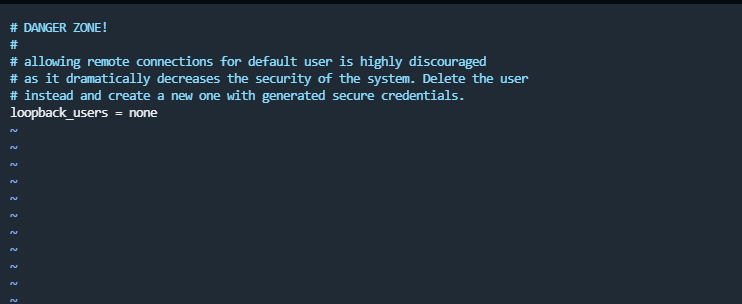 # DANGER ZONE!
#
# allowing remote connections for default user is highly discouraged
# as it dramatically decreases the security of the system. Delete the user
# instead and create a new one with generated secure credentials.
loopback_users = none
~
~
~
~
~
~
~
~
~
~
~